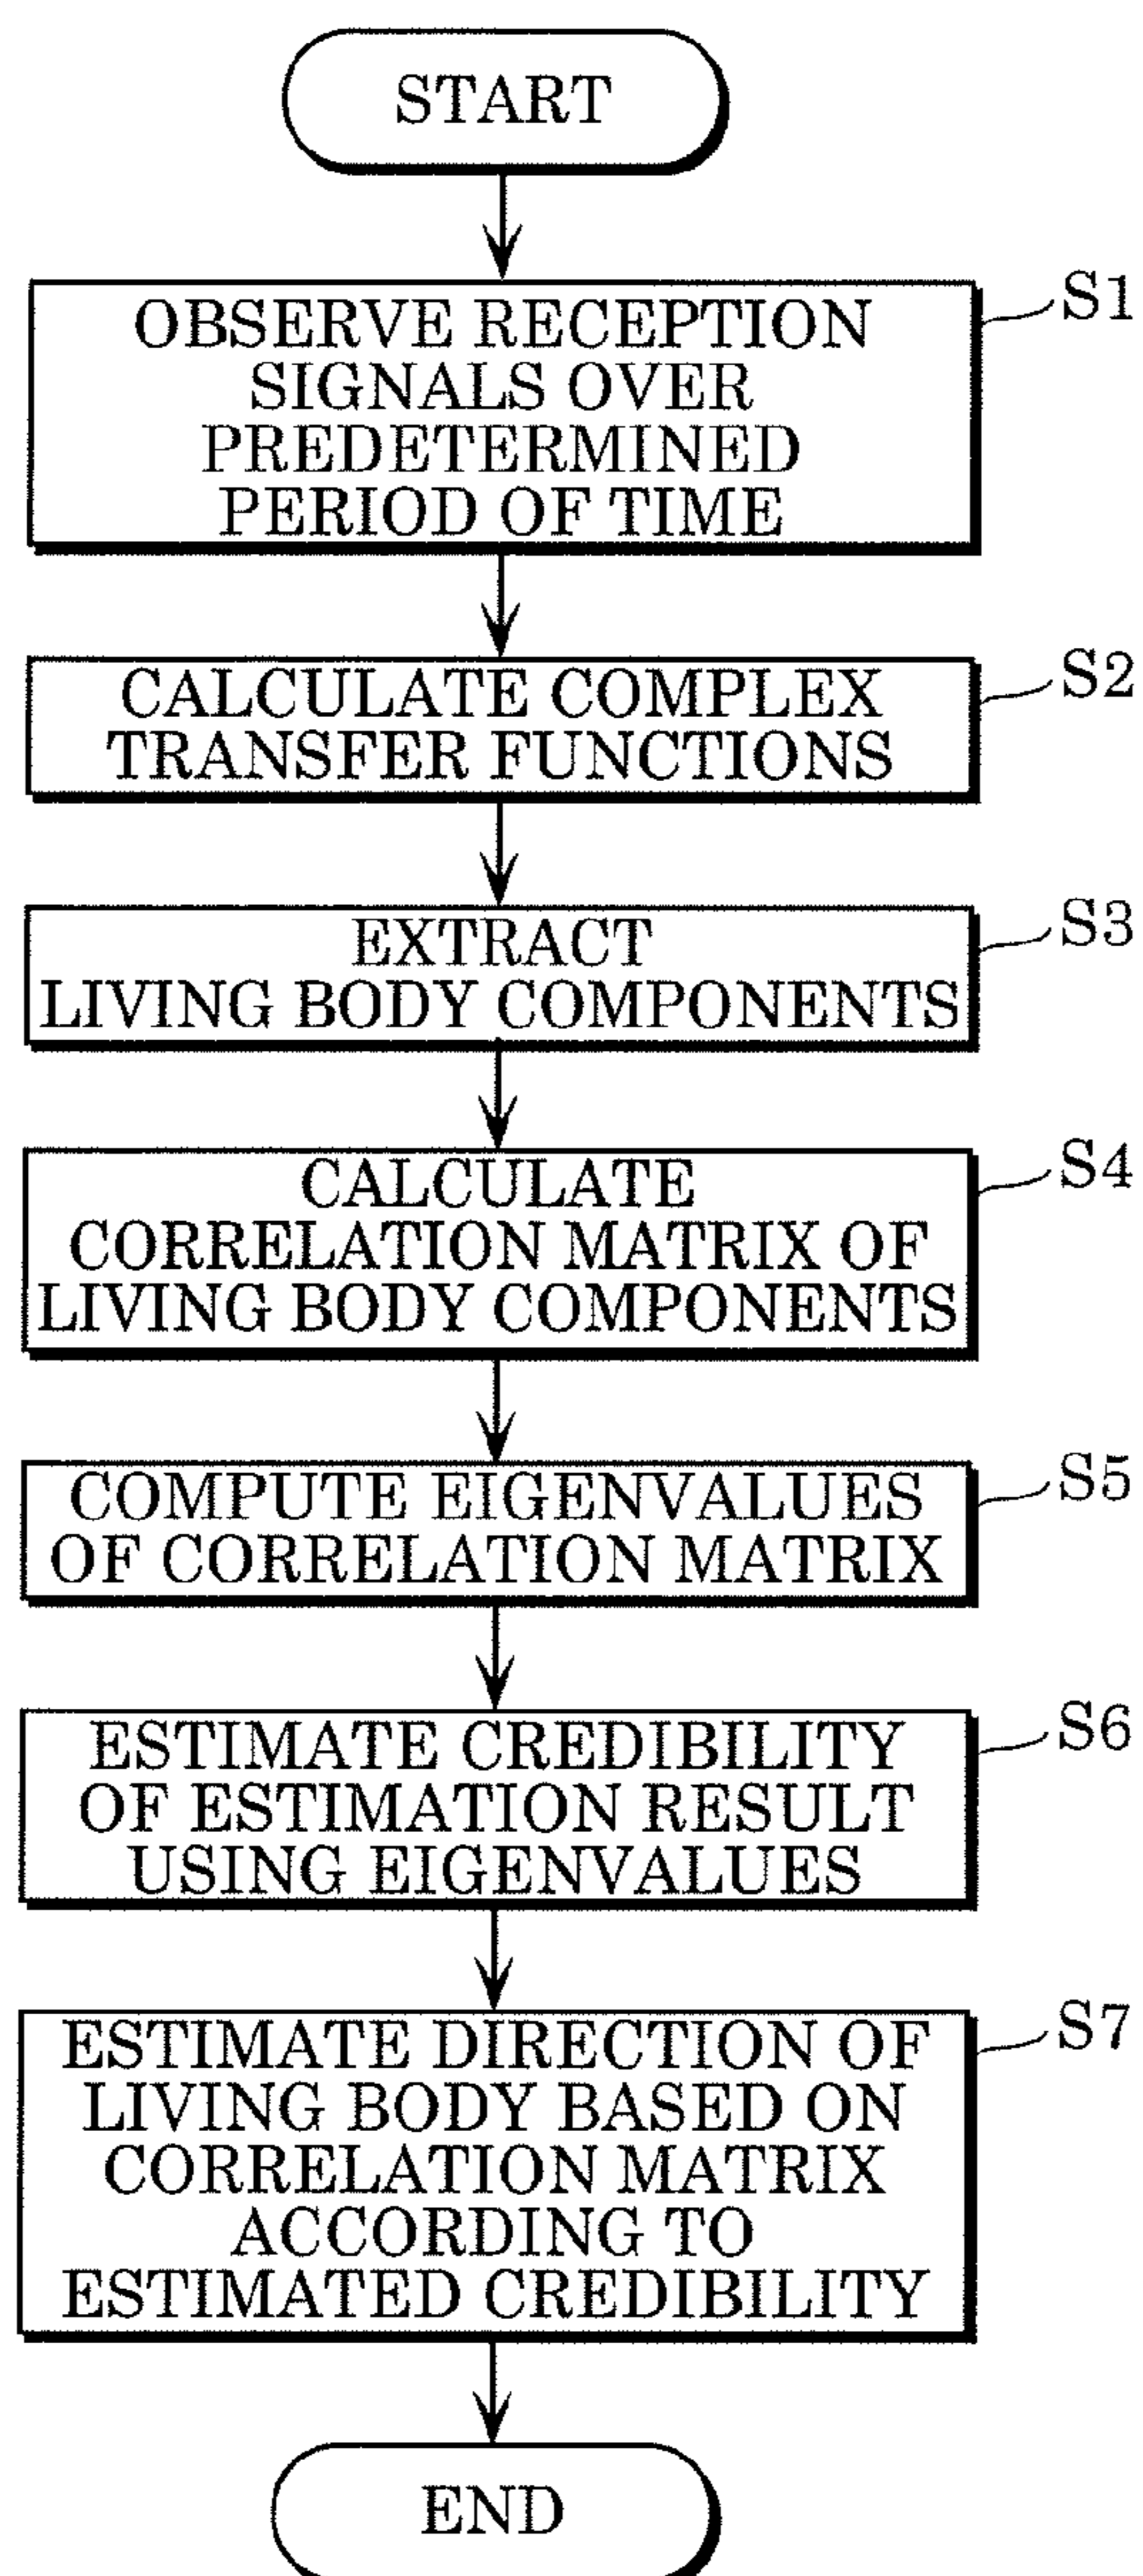 START
S1
OBSERVE RECEPTION
SIGNALS OVER
PREDETERMINED
PERIOD OF TIME
S2
CALCULATE COMPLEX
TRANSFER FUNCTIONS
S3
EXTRACT
LIVING BODY COMPONENTS
S4
CALCULATE
CORRELATION MATRIX OF
LIVING BODY COMPONENTS
S5
COMPUTE EIGENVALUES
OF CORRELATION MATRIX
S6
ESTIMATE CREDIBILITY
OF ESTIMATION RESULT
USING EIGENVALUES
S7
ESTIMATE DIRECTION OF
LIVING BODY BASED ON
CORRELATION MATRIX
ACCORDING TO
ESTIMATED CREDIBILITY
END